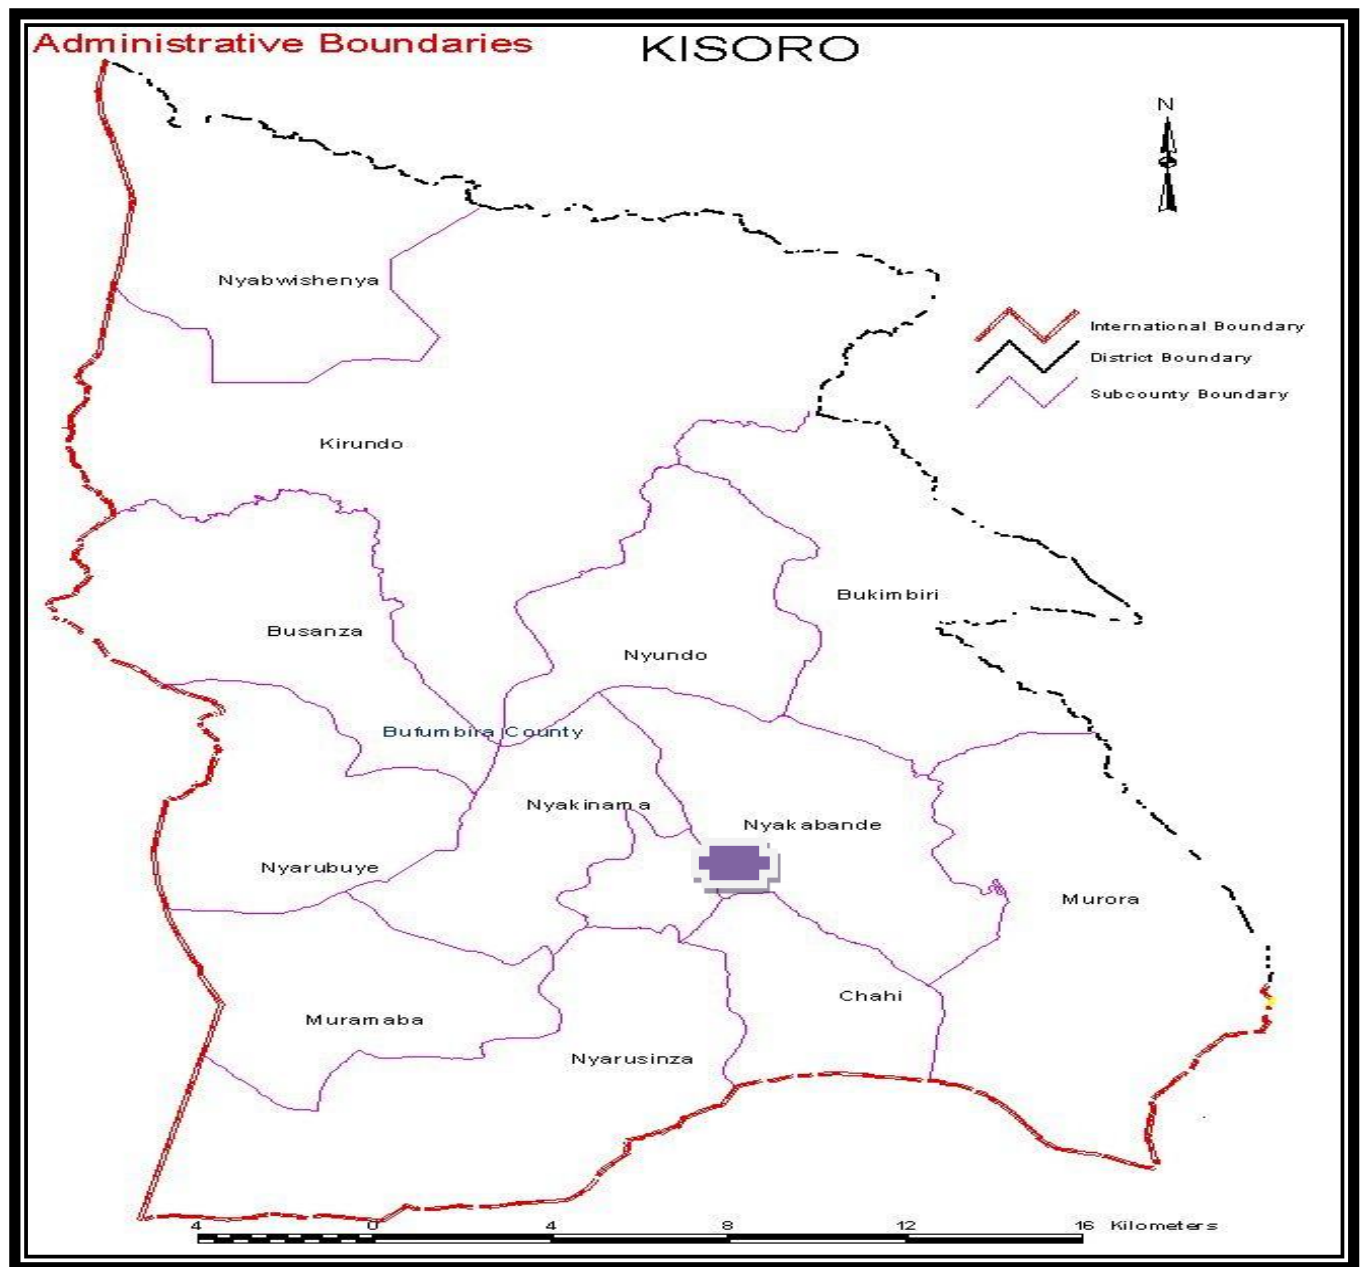 Administrative Boundaries
KISORO
N
Nyabwishenya
International Boundary
District Boundary
Subcounty Boundary
Kirundo
Bukimbiri
Busanza
Nyundo
Bufumbira County
Nyakinama
Nyakabande
Nyarubuye
Murora
Chahi
Muramaba
Nyarusinza
4 0 4 8 12 16 Kilometers